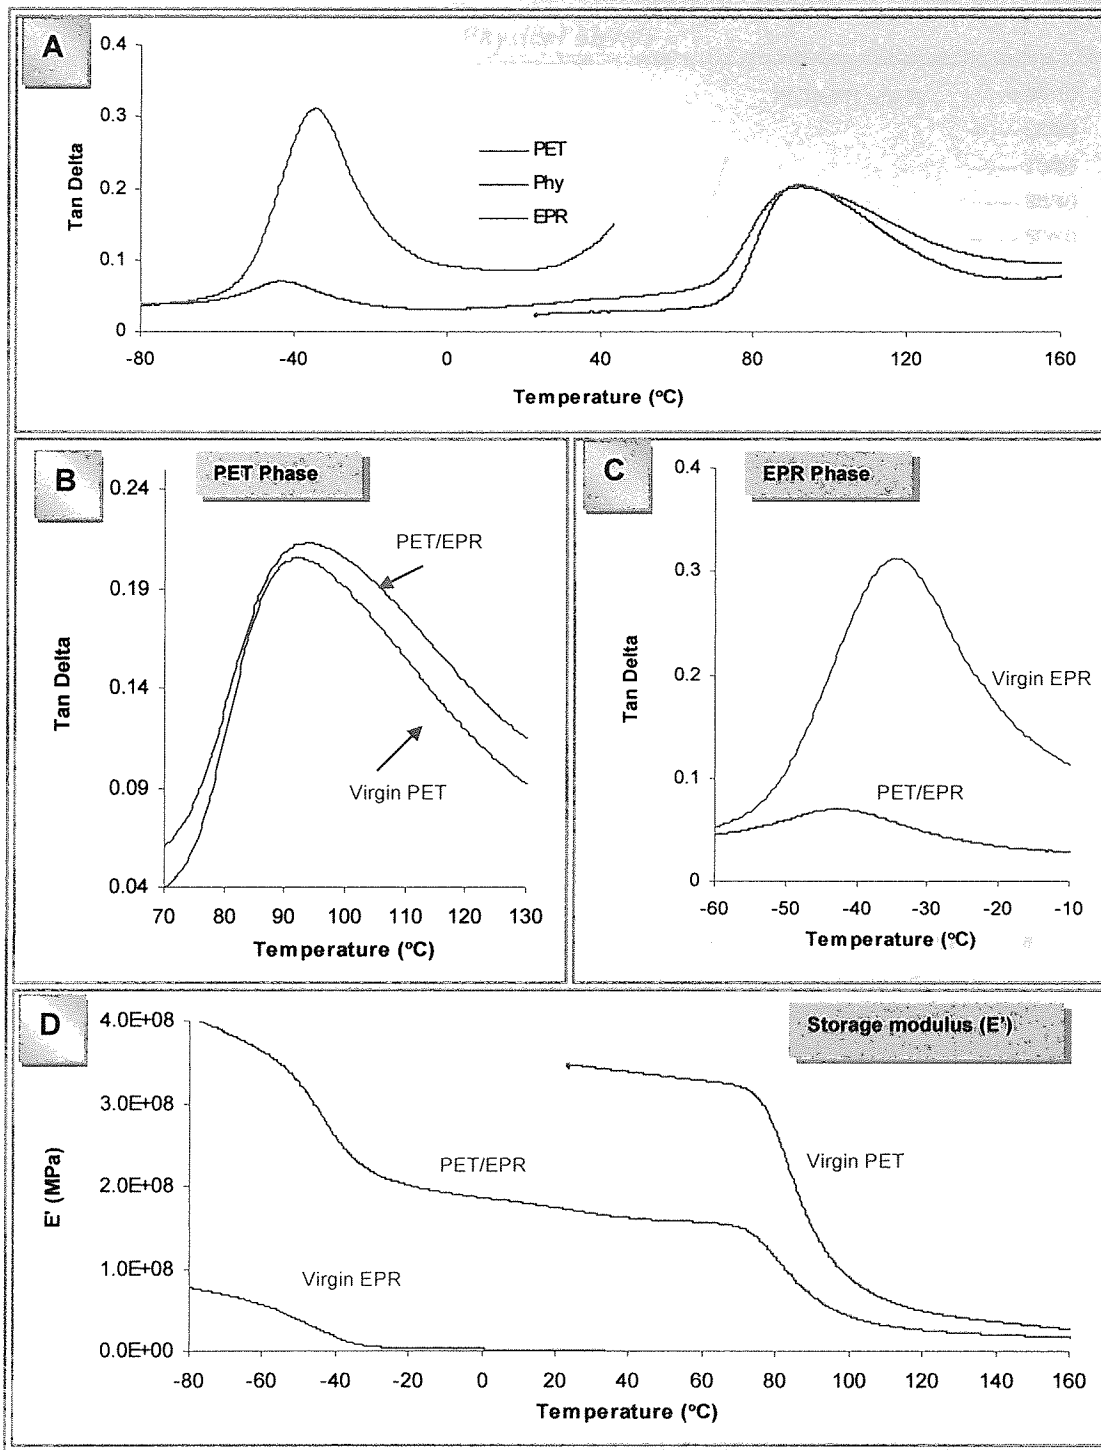 A
0.4
0.3
0.2
0.1
0
Tan Delta
PET
Phy
EPR
-80
-40
0
40
80
120
160
Temperature (ºC)
B
PET Phase
0.24
0.19
0.14
0.09
0.04
Tan Delta
PET/EPR
Virgin PET
70
80
90
100
110
120
130
Temperature (ºC)
C
EPR Phase
0.4
0.3
0.2
0.1
0
Tan Delta
Virgin EPR
PET/EPR
-60
-50
-40
-30
-20
-10
Temperature (ºC)
D
Storage modulus (E')
4.0E+08
3.0E+08
2.0E+08
1.0E+08
0.0E+00
E' (MPa)
PET/EPR
Virgin PET
Virgin EPR
-80
-60
-40
-20
0
20
40
60
80
100
120
140
160
Temperature (ºC)